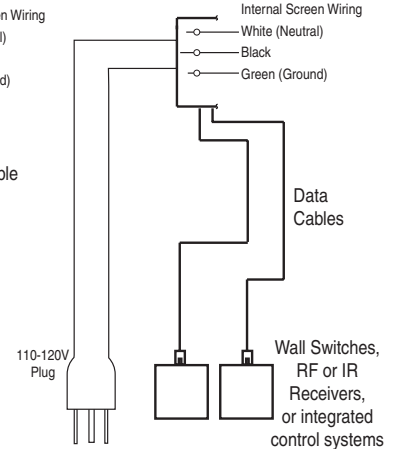 Internal Screen Wiring
White (Neutral)
Black
Green (Ground)
Data
Cables
110-120V
Plug
Wall Switches,
RF or IR
Receivers,
or integrated
control systems
Wiring